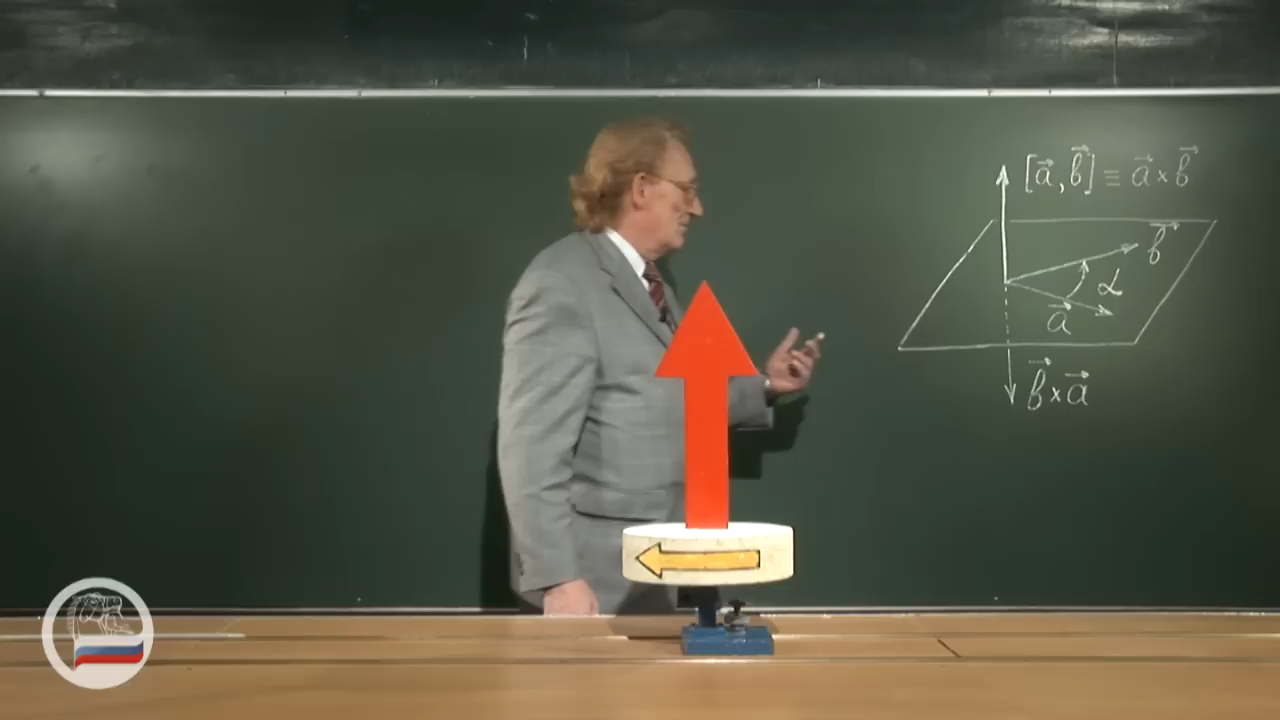 [a⃗, b⃗] ≡ a⃗ × b⃗
b⃗
α
a⃗
b⃗ × a⃗